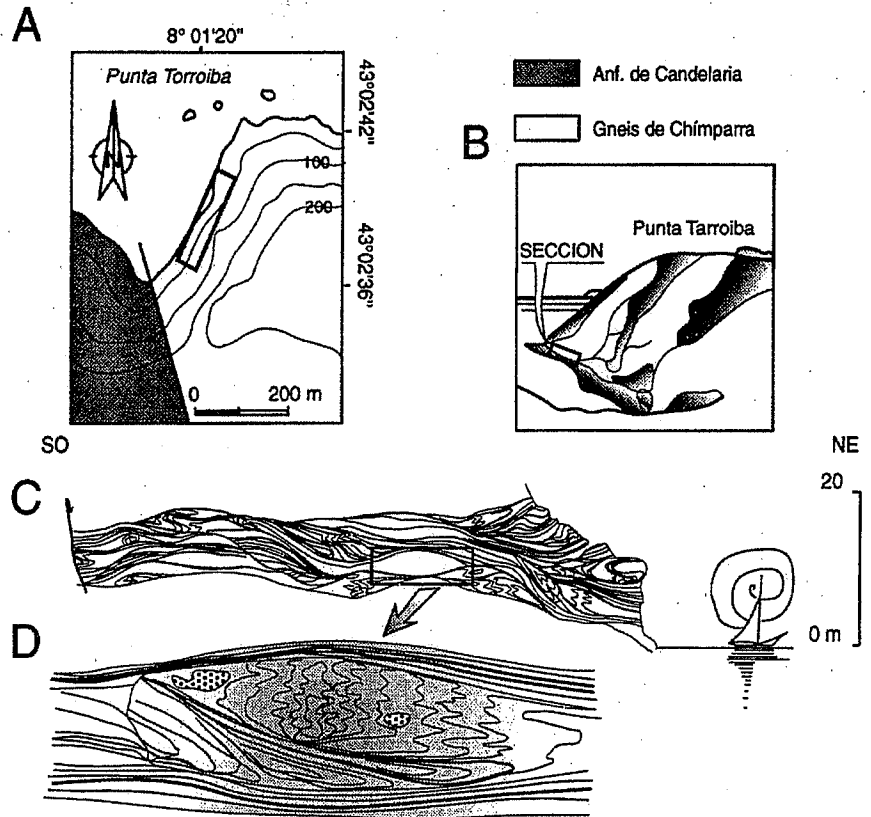 A
8° 01'20"
Punta Torroiba
43°02'42"
100
200
43°02'36"
N
0 200 m
Anf. de Candelaria
Gneis de Chímparra
B
Punta Tarroiba
SECCION
SO
NE
C
20
0 m
D